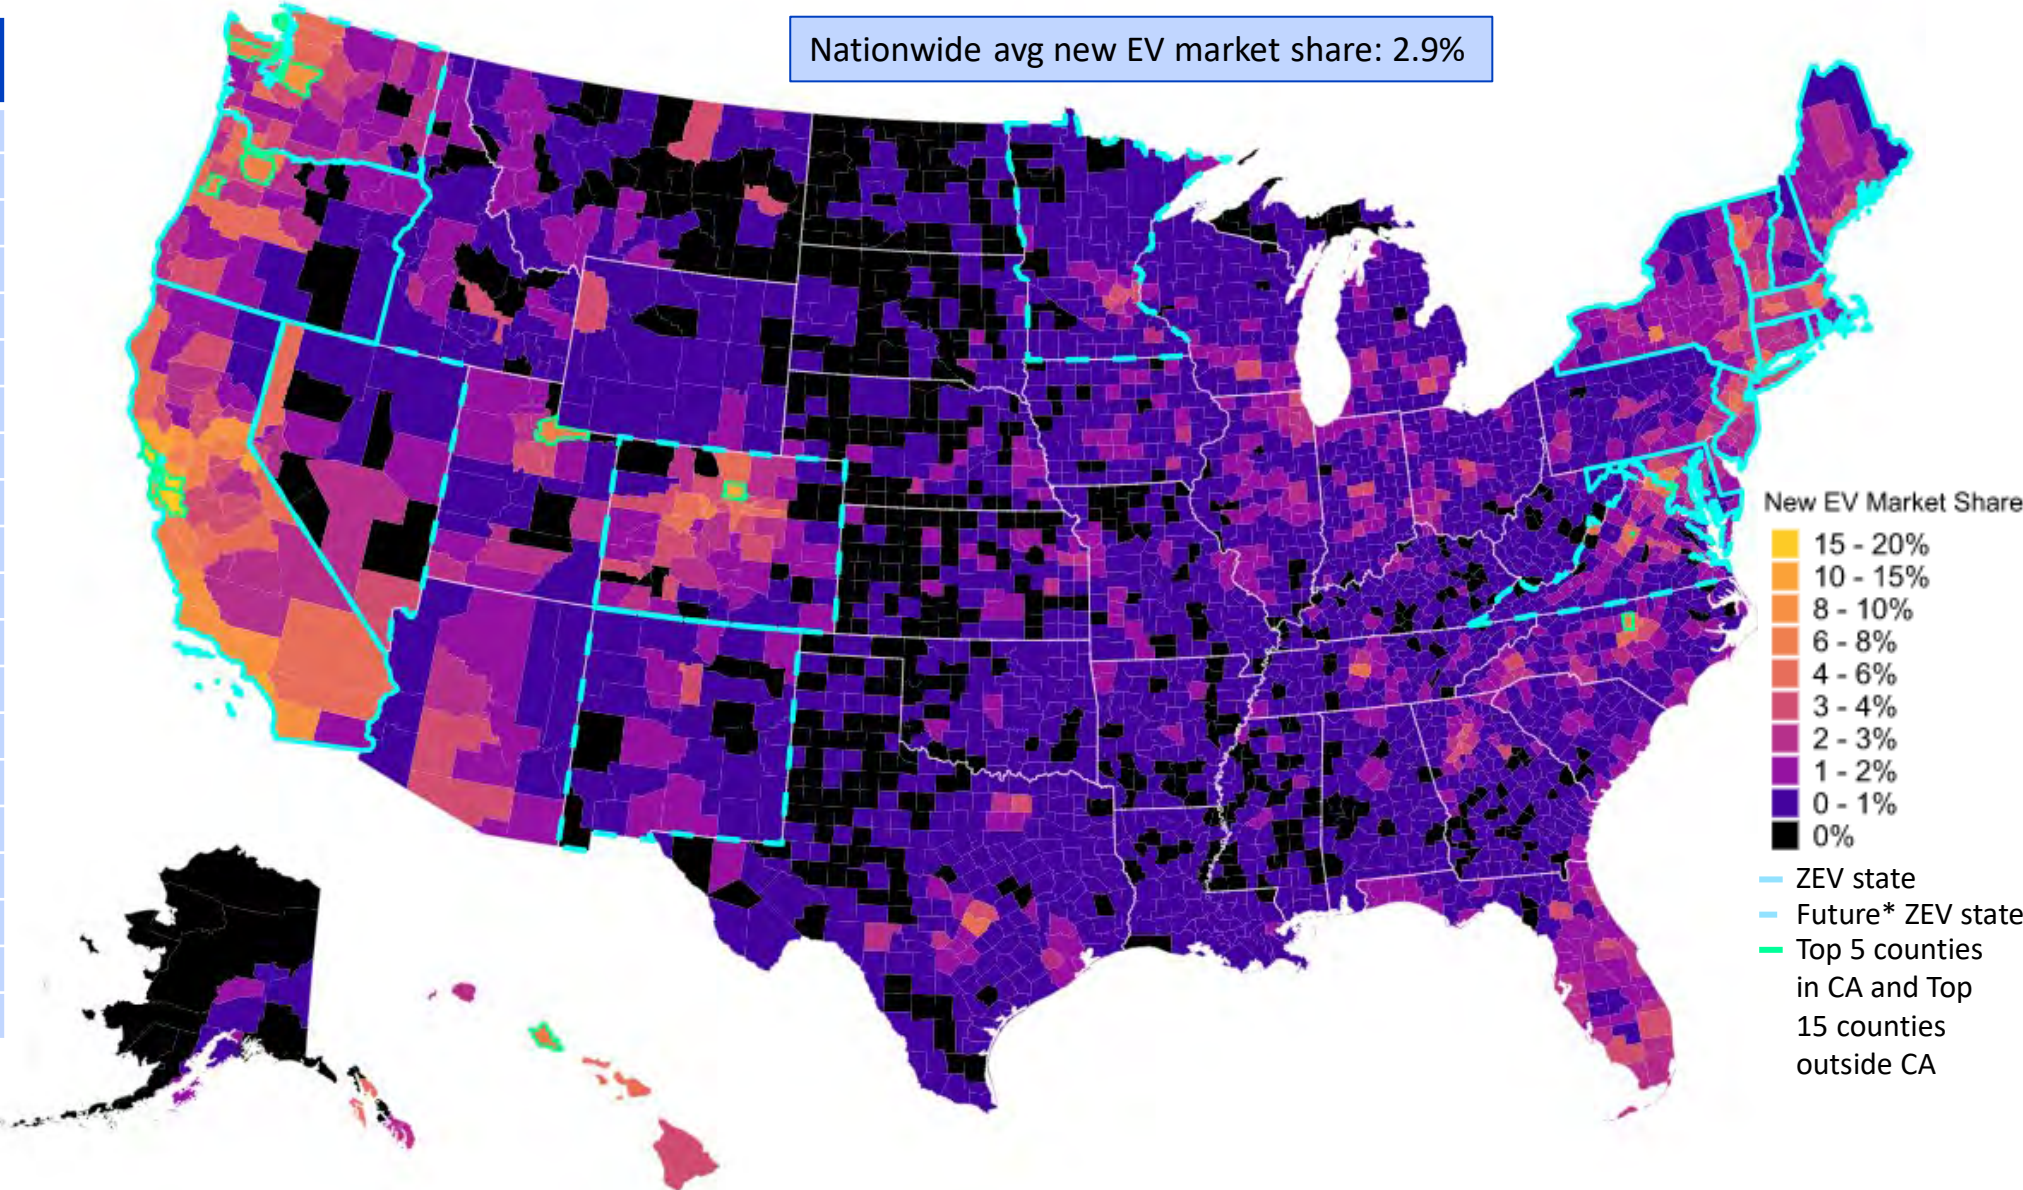 Nationwide avg new EV market share: 2.9%
New EV Market Share
15 - 20%
10 - 15%
8 - 10%
6 - 8%
4 - 6%
3 - 4%
2 - 3%
1 - 2%
0 - 1%
0%
ZEV state
Future* ZEV state
Top 5 counties
in CA and Top
15 counties
outside CA